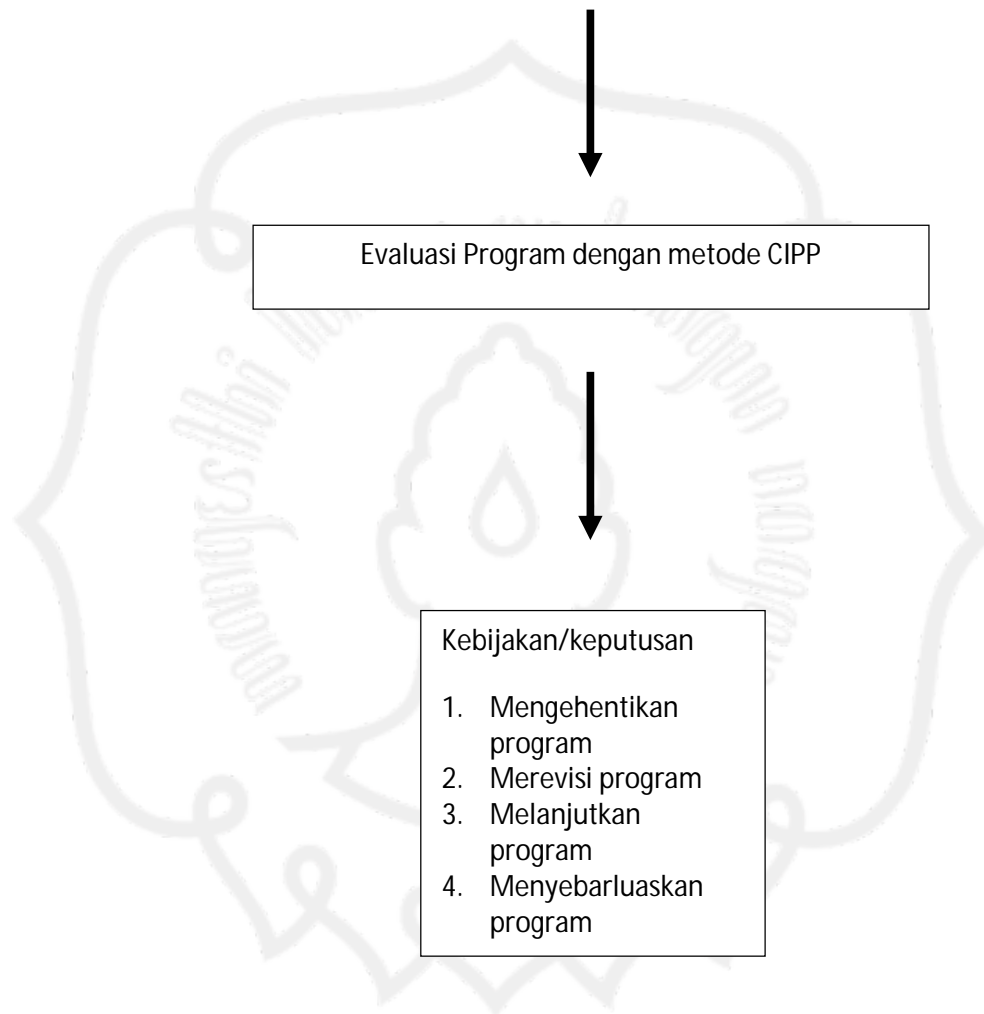 Evaluasi Program dengan metode CIPP
Kebijakan/keputusan
1. Mengehentikan
program
2. Merevisi program
3. Melanjutkan
program
4. Menyebarluaskan
program